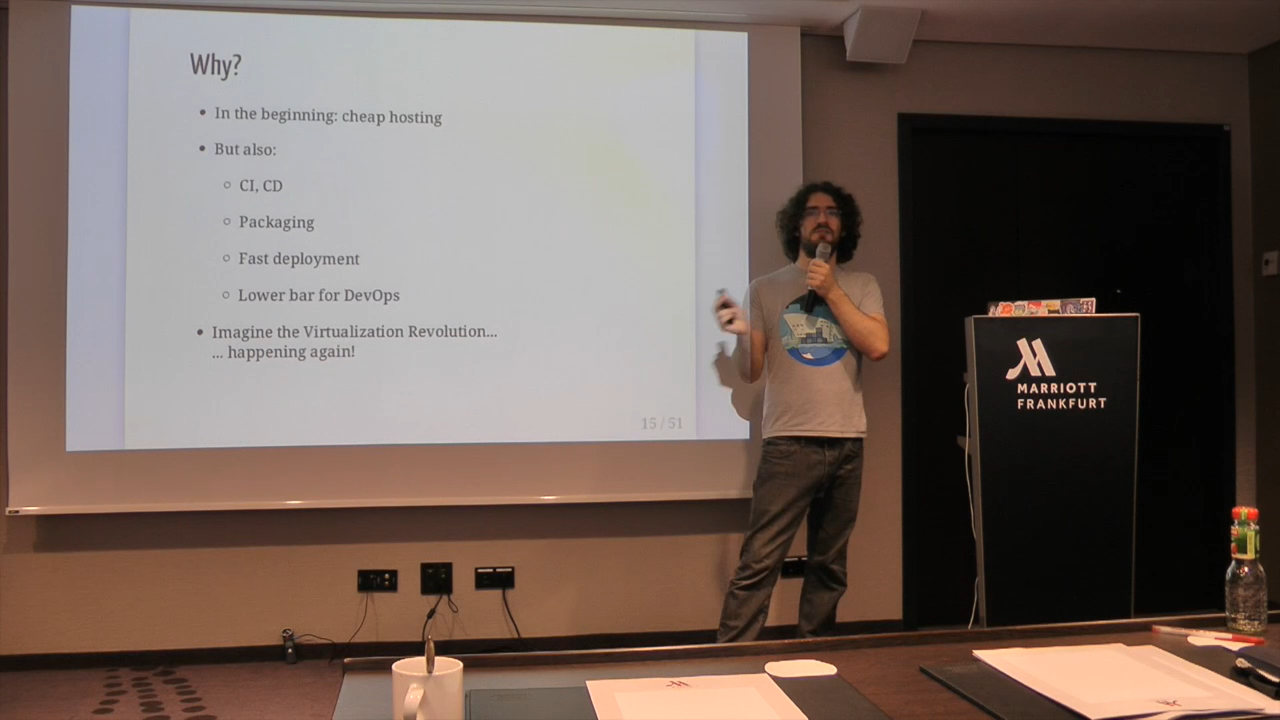 Why?
In the beginning: cheap hosting
But also:
CI, CD
Packaging
Fast deployment
Lower bar for DevOps
Imagine the Virtualization Revolution...
... happening again!
15 / 51
MARRIOTT
FRANKFURT